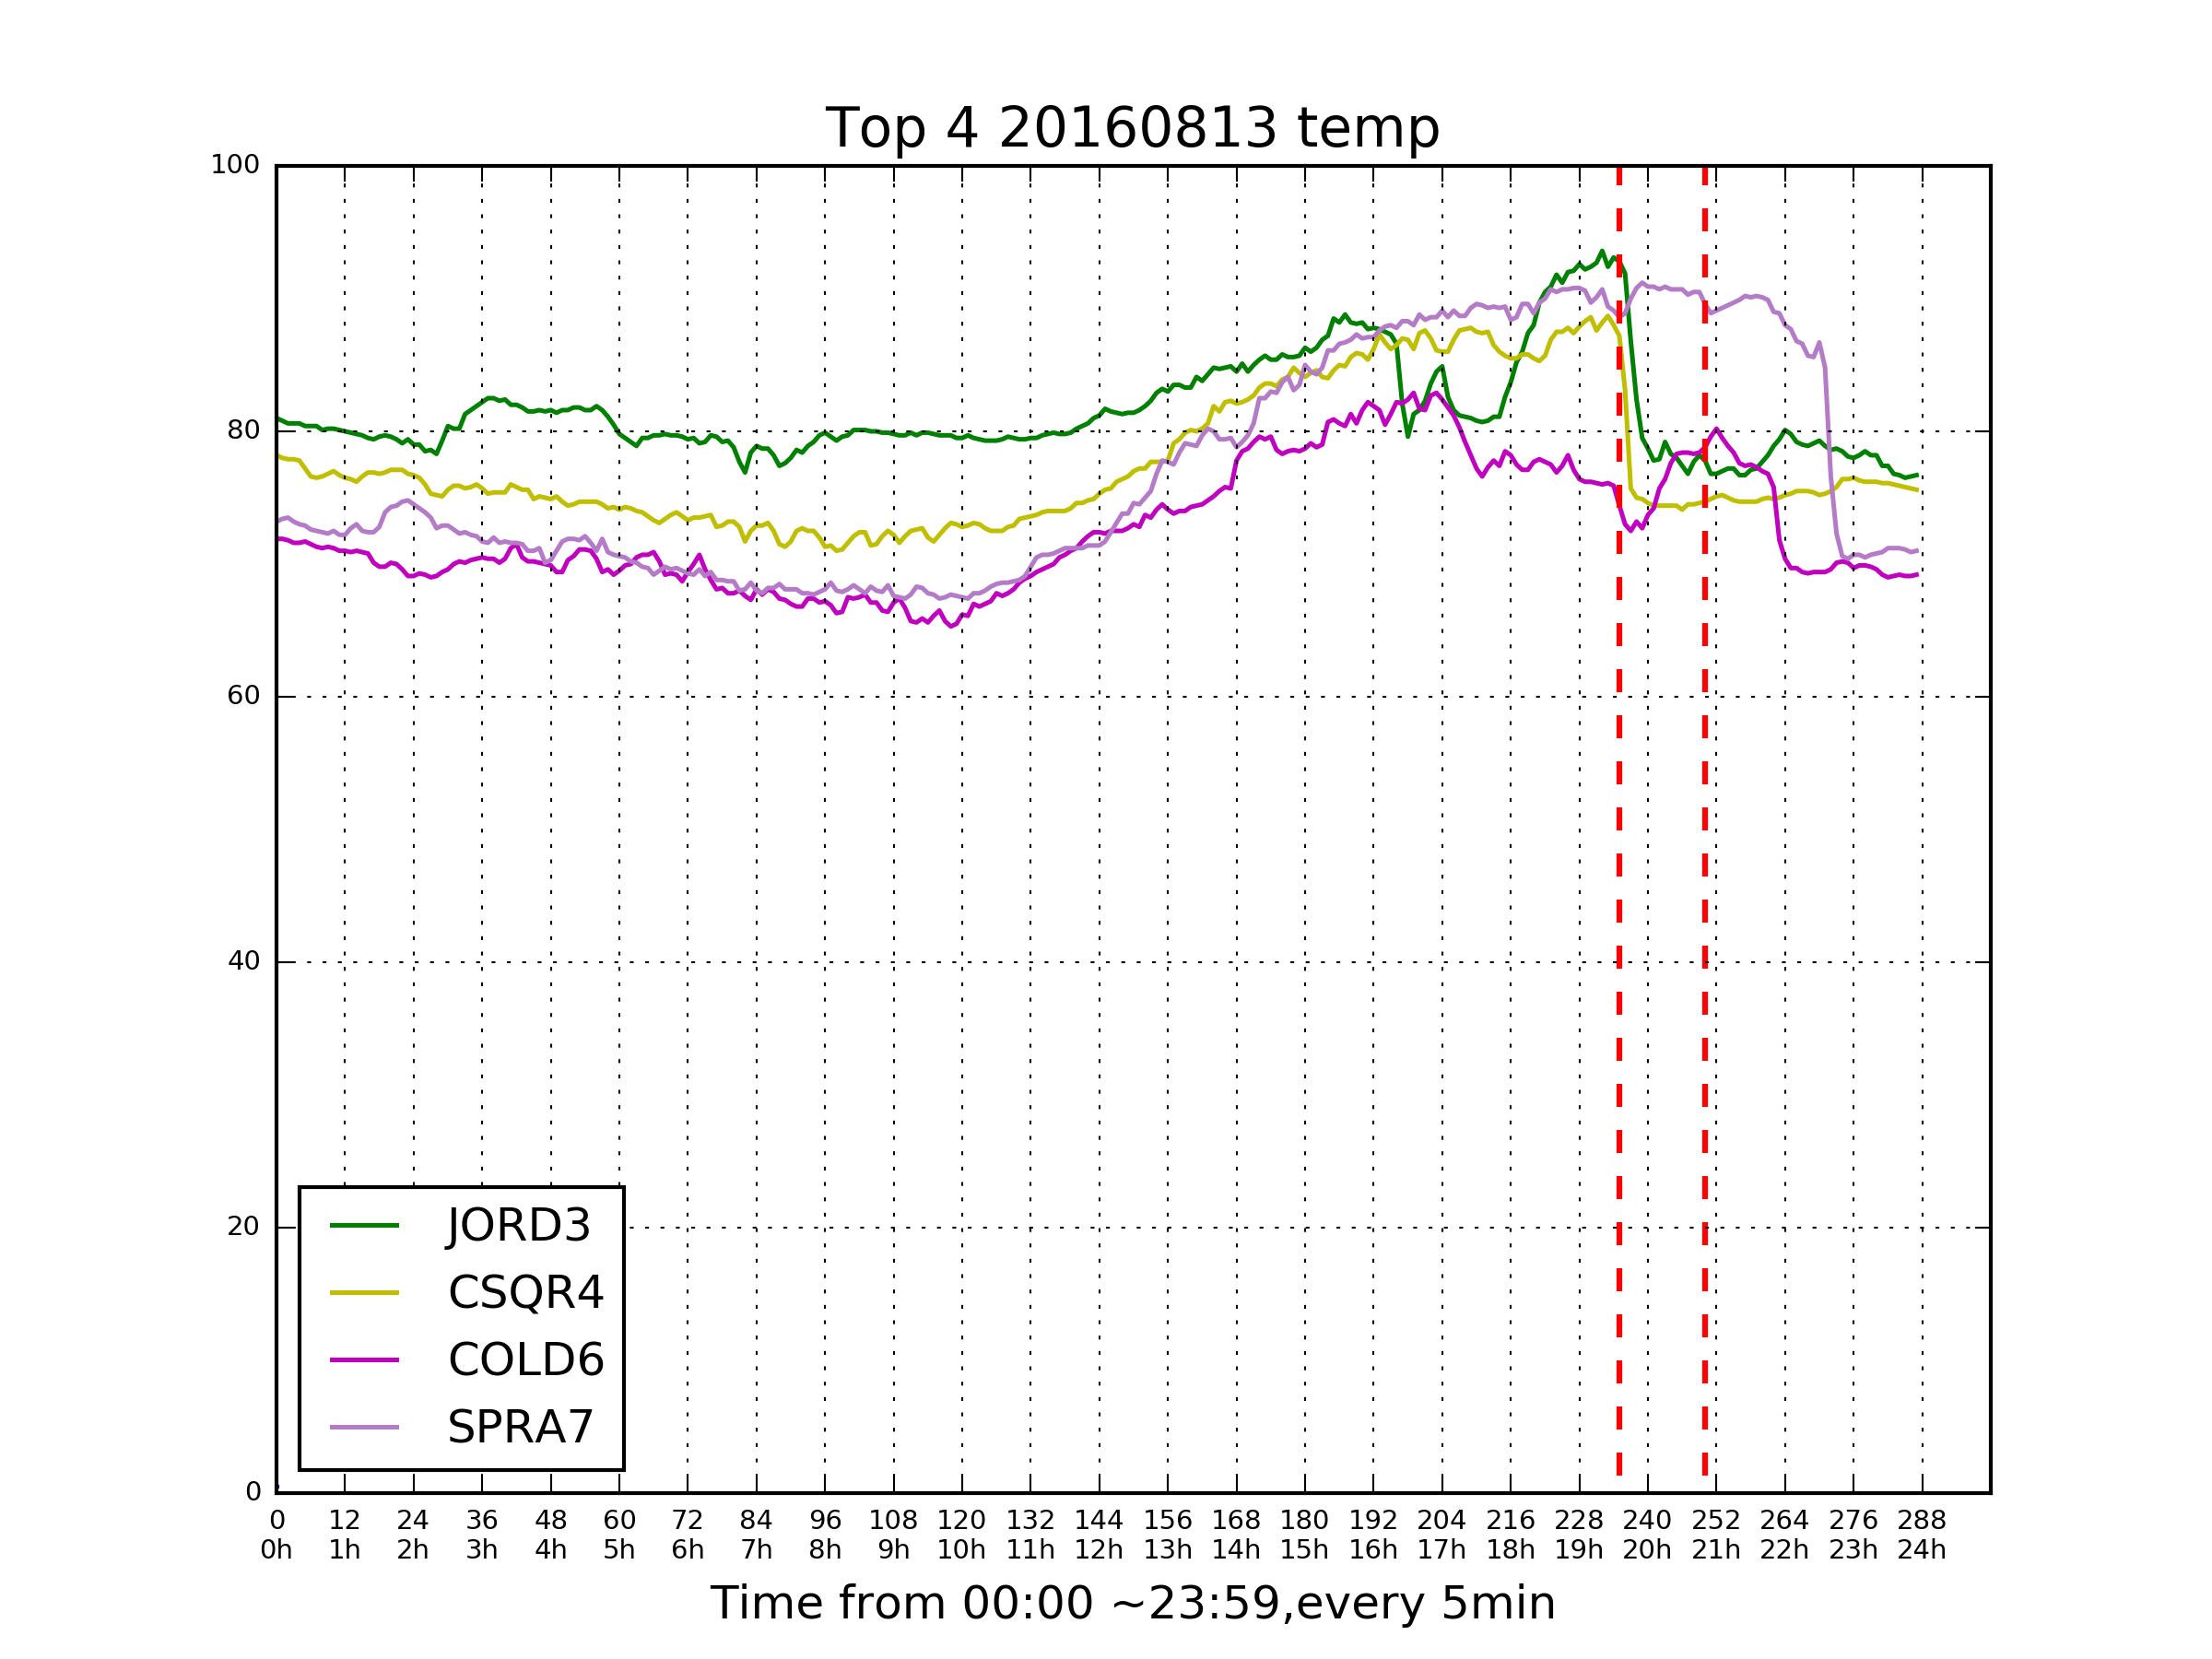 Top 4 20160813 temp
100
80
60
40
20
0
JORD3
CSQR4
COLD6
SPRA7
0 12 24 36 48 60 72 84 96 108 120 132 144 156 168 180 192 204 216 228 240 252 264 276 288
0h 1h 2h 3h 4h 5h 6h 7h 8h 9h 10h 11h 12h 13h 14h 15h 16h 17h 18h 19h 20h 21h 22h 23h 24h
Time from 00:00 ~23:59,every 5min